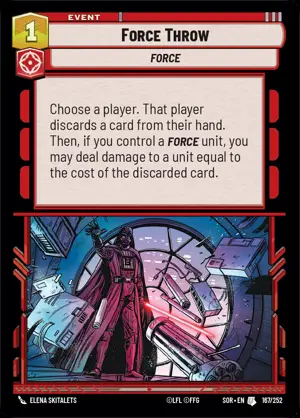 EVENT
1
Force Throw
FORCE
Choose a player. That player
discards a card from their hand.
Then, if you control a FORCE unit, you
may deal damage to a unit equal to
the cost of the discarded card.
ELENA SKITALETS
©LFL ©FFG
SOR • EN
167/252